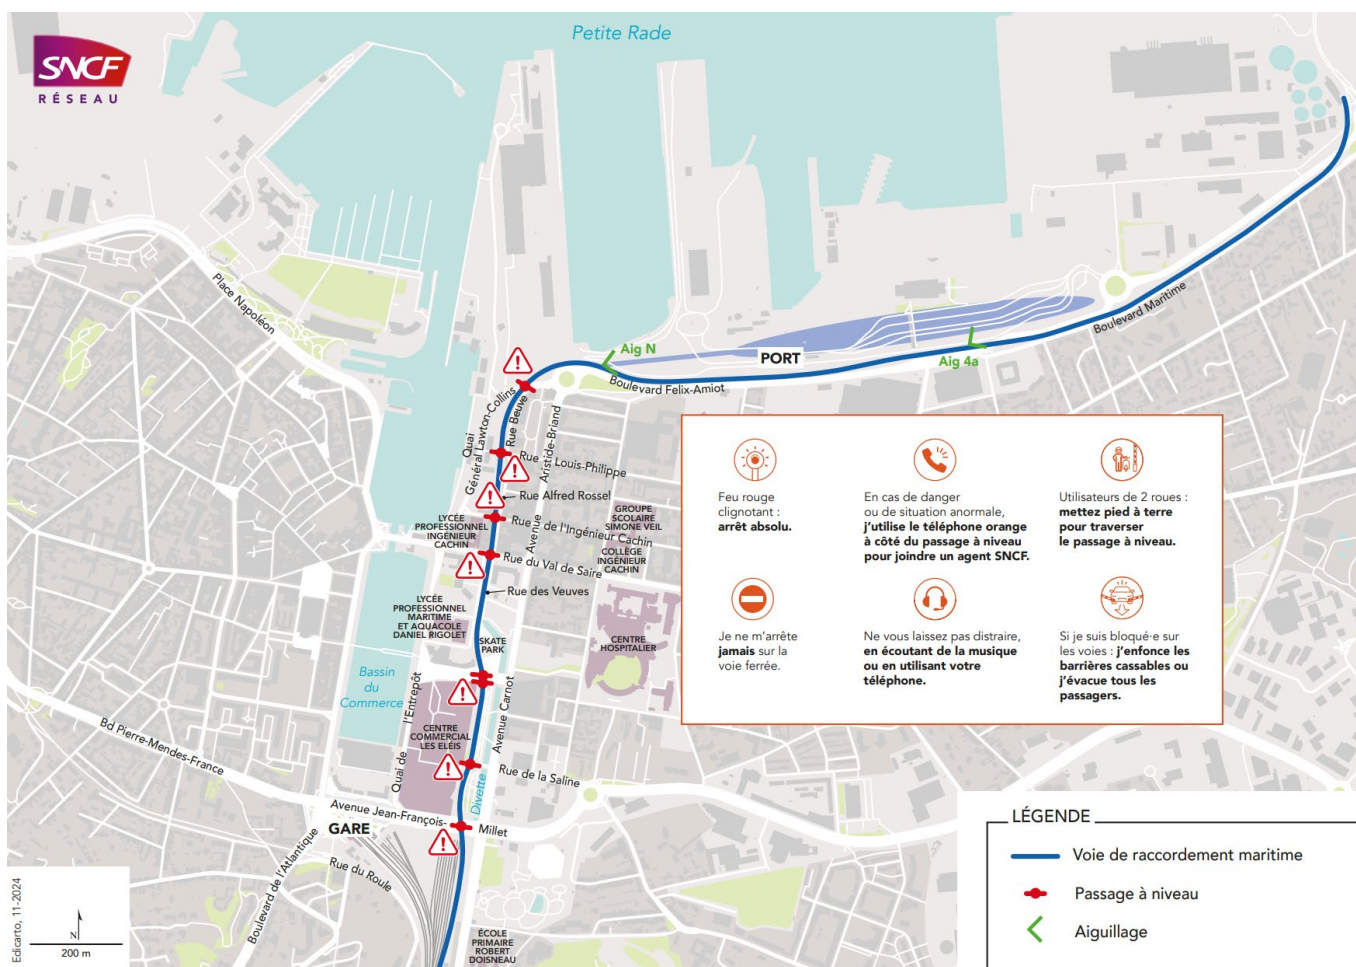 Petite Rade
SNCF
RÉSEAU
Place Napoléon
Aig N
PORT
Aig 4a
Boulevard Maritime
Boulevard Felix-Amiot
Quai
Général Lawton-Collins
Rue Beuve
Aristide-Briand
Avenue
Rue Louis-Philippe
Rue Alfred Rossel
Rue de l'Ingénieur Cachin
Rue du Val de Saire
Rue des Veuves
LYCÉE
PROFESSIONNEL
INGÉNIEUR
CACHIN
GROUPE
SCOLAIRE
SIMONE VEIL
COLLÈGE
INGÉNIEUR
CACHIN
LYCÉE
PROFESSIONNEL
MARITIME
ET AQUACOLE
DANIEL RIGOLET
SKATE
PARK
CENTRE
HOSPITALIER
Bassin
du
Commerce
Quai de l'Entrepôt
CENTRE
COMMERCIAL
LES ELÉIS
Avenue Carnot
Divette
Rue de la Saline
Bd Pierre-Mendes-France
Avenue Jean-François-Millet
GARE
Boulevard de l'Atlantique
Rue du Roule
ÉCOLE
PRIMAIRE
ROBERT
DOISNEAU
Feu rouge
clignotant :
arrêt absolu.
En cas de danger
ou de situation anormale,
j'utilise le téléphone orange
à côté du passage à niveau
pour joindre un agent SNCF.
Utilisateurs de 2 roues :
mettez pied à terre
pour traverser
le passage à niveau.
Je ne m'arrête
jamais sur la
voie ferrée.
Ne vous laissez pas distraire,
en écoutant de la musique
ou en utilisant votre
téléphone.
Si je suis bloqué·e sur
les voies : j'enfonce les
barrières cassables ou
j'évacue tous les
passagers.
LÉGENDE
Voie de raccordement maritime
Passage à niveau
Aiguillage
Edicarto, 11-2024
N
200 m